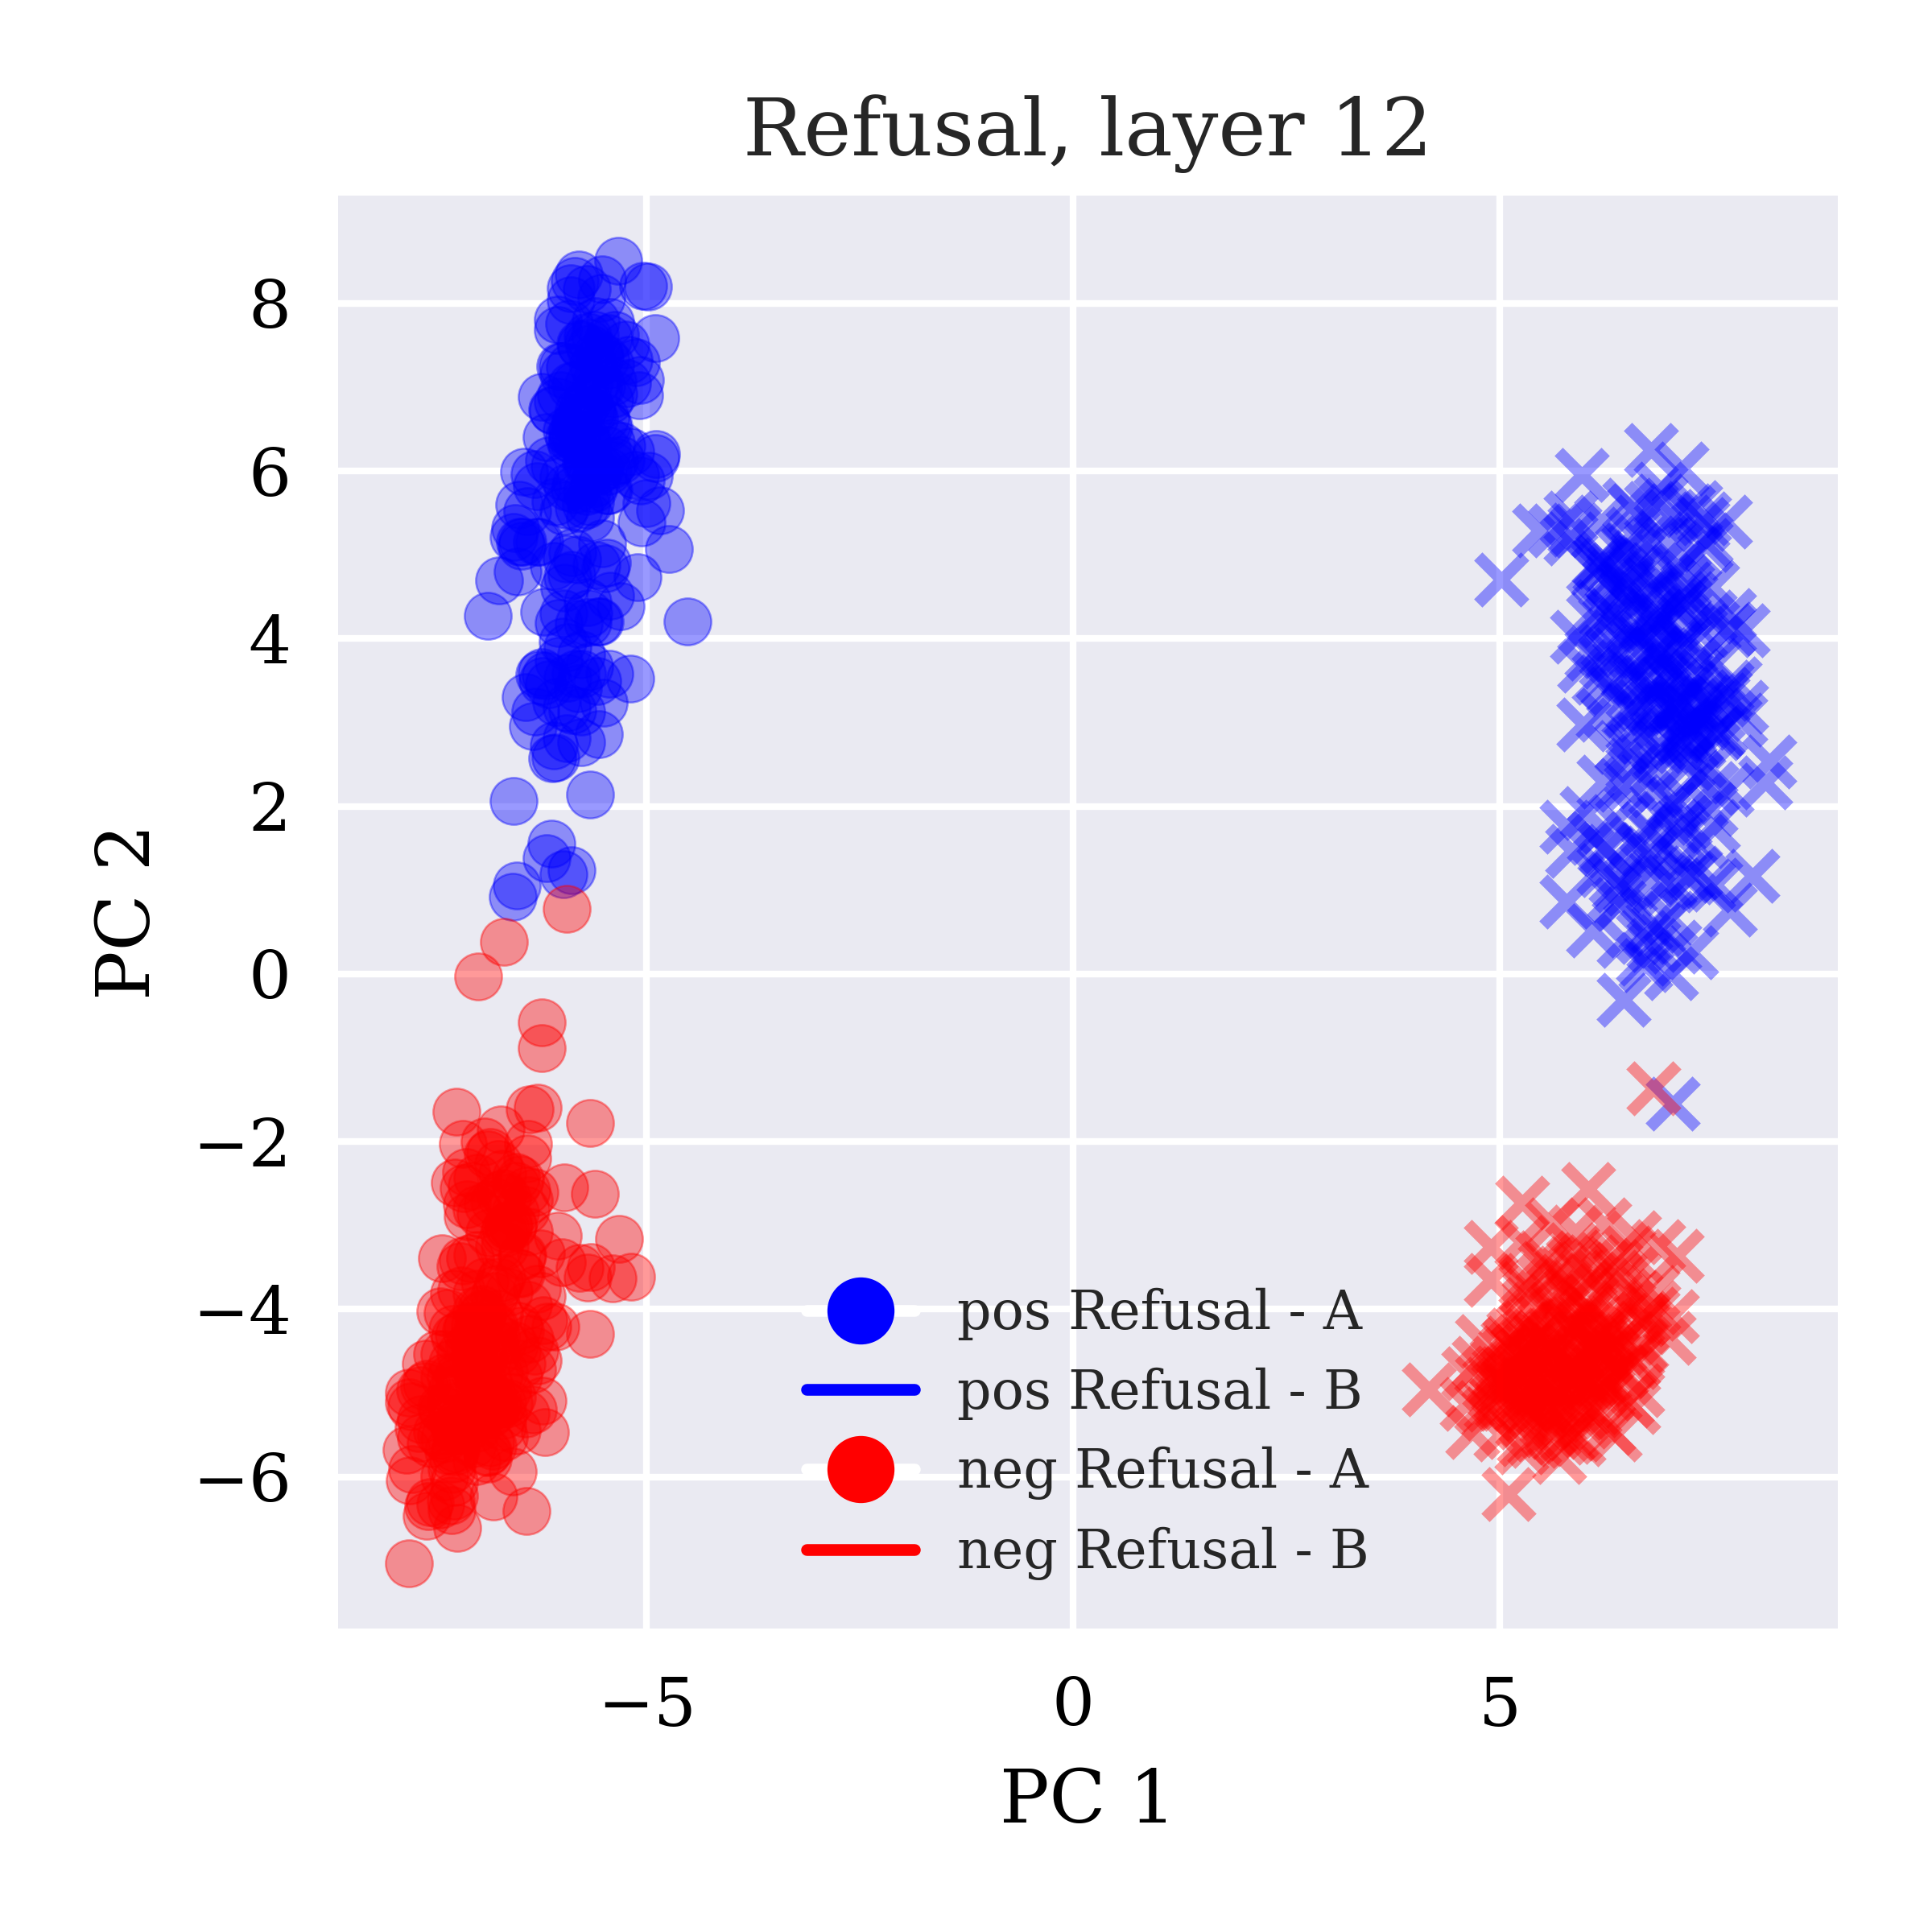 Refusal, layer 12
PC 2
8
6
4
2
0
−2
−4
−6
pos Refusal - A
pos Refusal - B
neg Refusal - A
neg Refusal - B
−5
0
5
PC 1